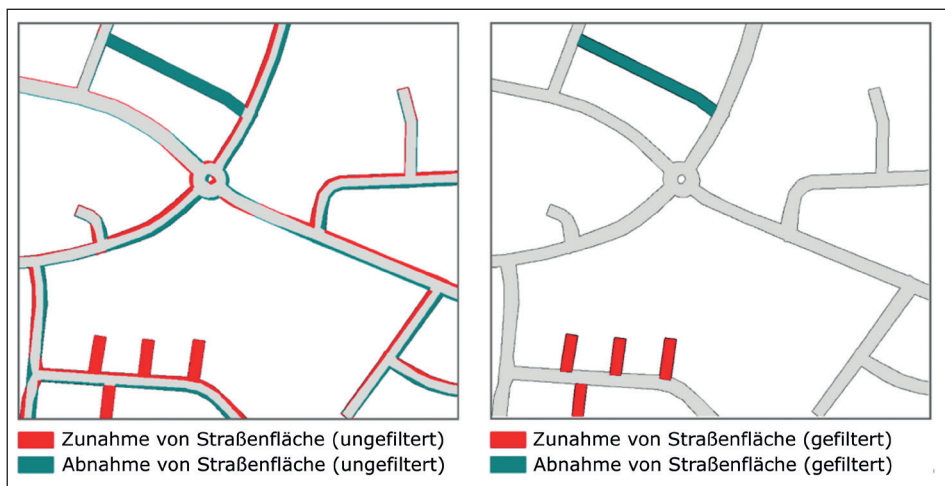 Zunahme von Straßenfläche (ungefiltert)
Abnahme von Straßenfläche (ungefiltert)
Zunahme von Straßenfläche (gefiltert)
Abnahme von Straßenfläche (gefiltert)